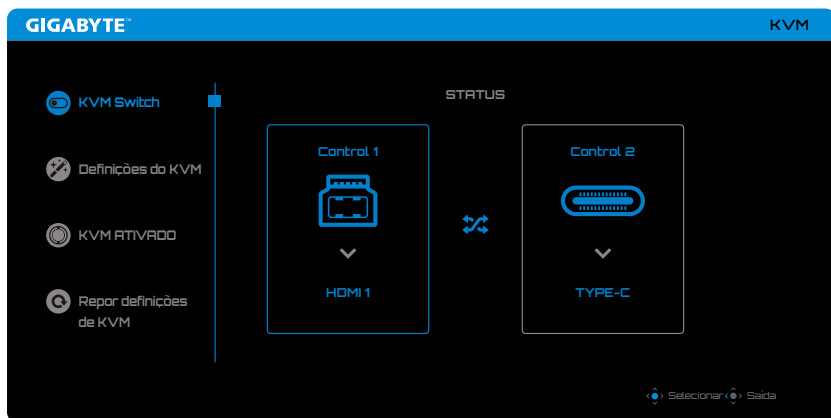 GIGABYTE™
KVM
KVM Switch
Definições do KVM
KVM ATIVADO
Repor definições
de KVM
STATUS
Control 1
HDMI 1
Control 2
TYPE-C
Selecionar
Saída